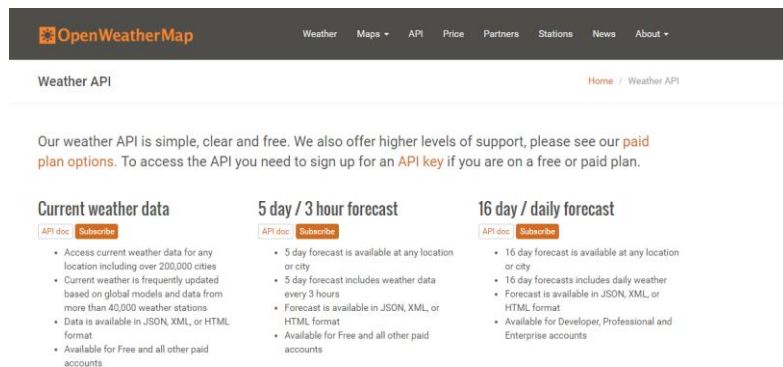 OpenWeatherMap
Weather Maps API Price Partners Stations News About
Weather API
Home / Weather API
Our weather API is simple, clear and free. We also offer higher levels of support, please see our paid
plan options. To access the API you need to sign up for an API key if you are on a free or paid plan.
Current weather data
API doc Subscribe
• Access current weather data for any
location including over 200,000 cities
• Current weather is frequently updated
based on global models and data from
more than 40,000 weather stations
• Data is available in JSON, XML, or HTML
format
• Available for Free and all other paid
accounts
5 day / 3 hour forecast
API doc Subscribe
• 5 day forecast is available at any location
or city
• 5 day forecast includes weather data
every 3 hours
• Forecast is available in JSON, XML, or
HTML format
• Available for Free and all other paid
accounts
16 day / daily forecast
API doc Subscribe
• 16 day forecast is available at any location
or city
• 16 day forecasts includes daily weather
• Forecast is available in JSON, XML, or
HTML format
• Available for Developer, Professional and
Enterprise accounts